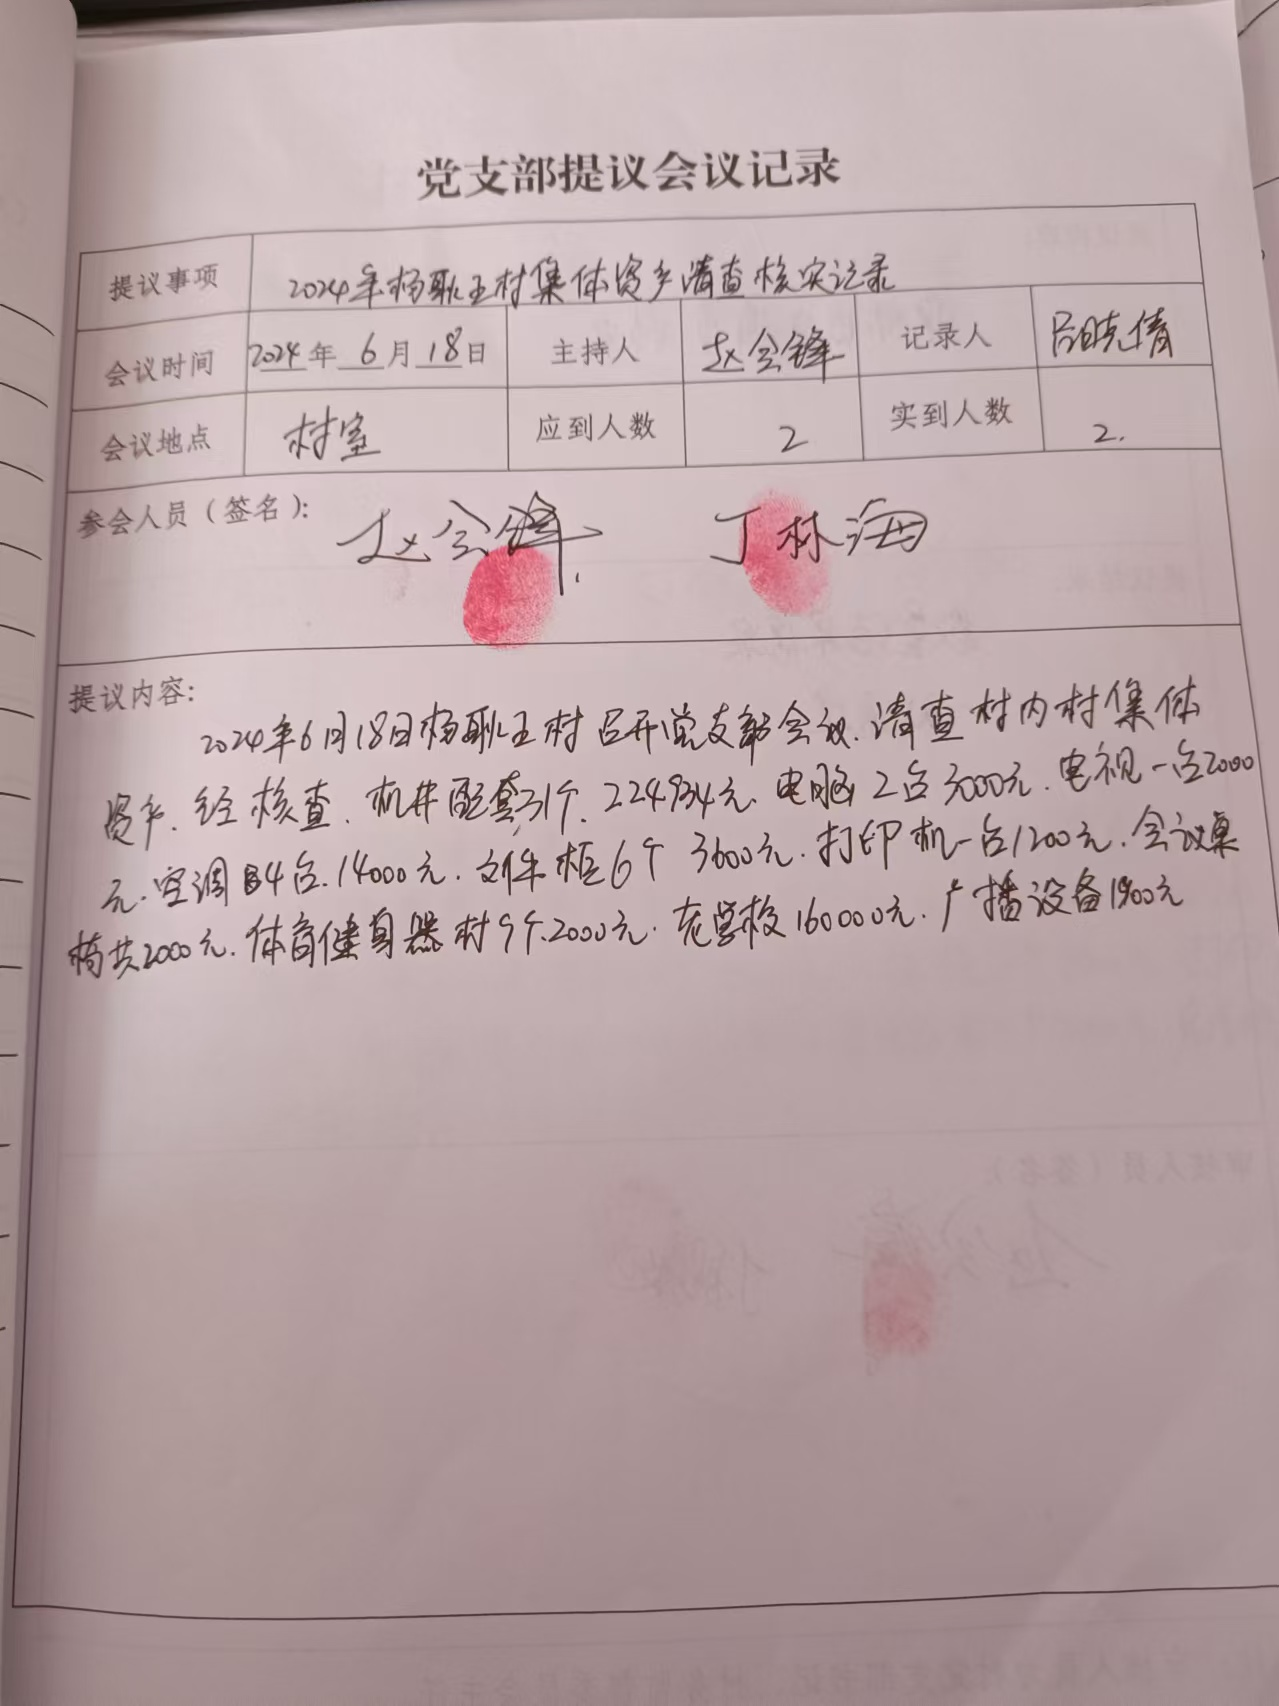 党支部提议会议记录
提议事项 2024年杨耿王村集体资产清查核实记录
会议时间 2024年 6月18日 主持人 赵会锋 记录人 吕晓倩
会议地点 村室 应到人数 2 实到人数 2.
参会人员(签名): 赵会锋 丁林海
提议内容:
2024年6月18日杨耿王村召开党支部会议.清查村内村集体
资产.经核查.机井配套31个.224934元.电脑2台3000元.电视一台2000
元.空调4台.14000元.文件柜6个 3600元.打印机一台1200元.会议桌
椅共2000元.体育健身器材9个.2000元.老学校160000元.广播设备1900元
审核人员(签名):